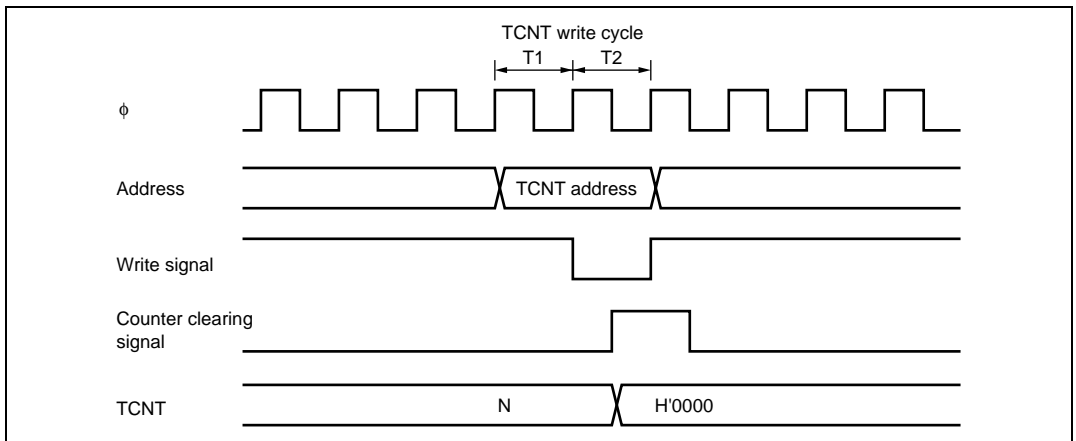 TCNT write cycle
T1 T2
ϕ
Address TCNT address
Write signal
Counter clearing
signal
TCNT N H'0000